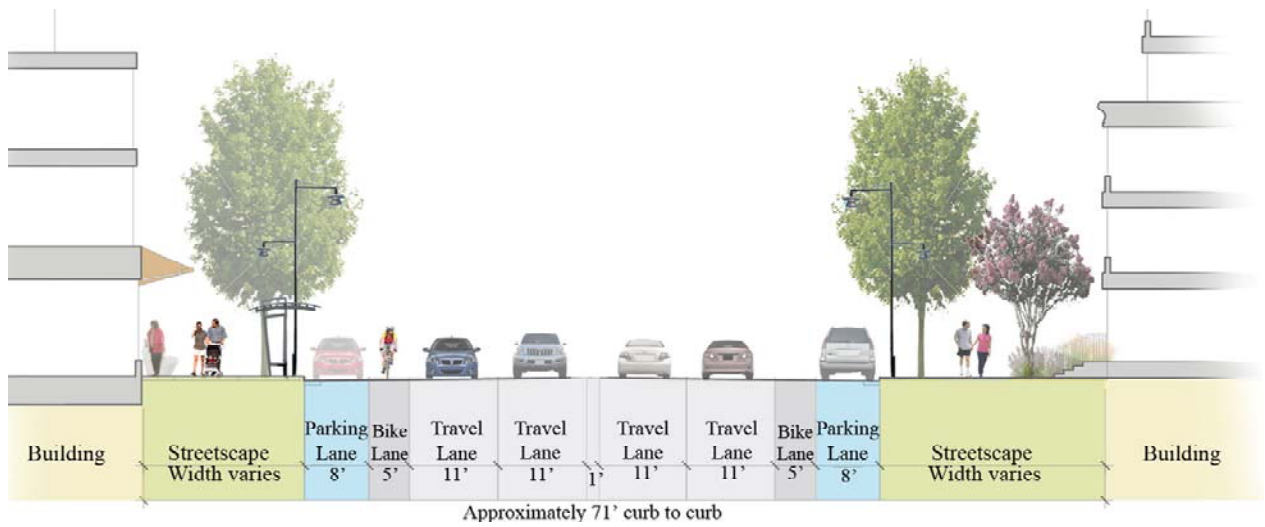 Building
Streetscape
Width varies
Parking
Lane
8'
Bike
Lane
5'
Travel
Lane
11'
Travel
Lane
11'
1'
Travel
Lane
11'
Travel
Lane
11'
Bike
Lane
5'
Parking
Lane
8'
Streetscape
Width varies
Building
Approximately 71' curb to curb